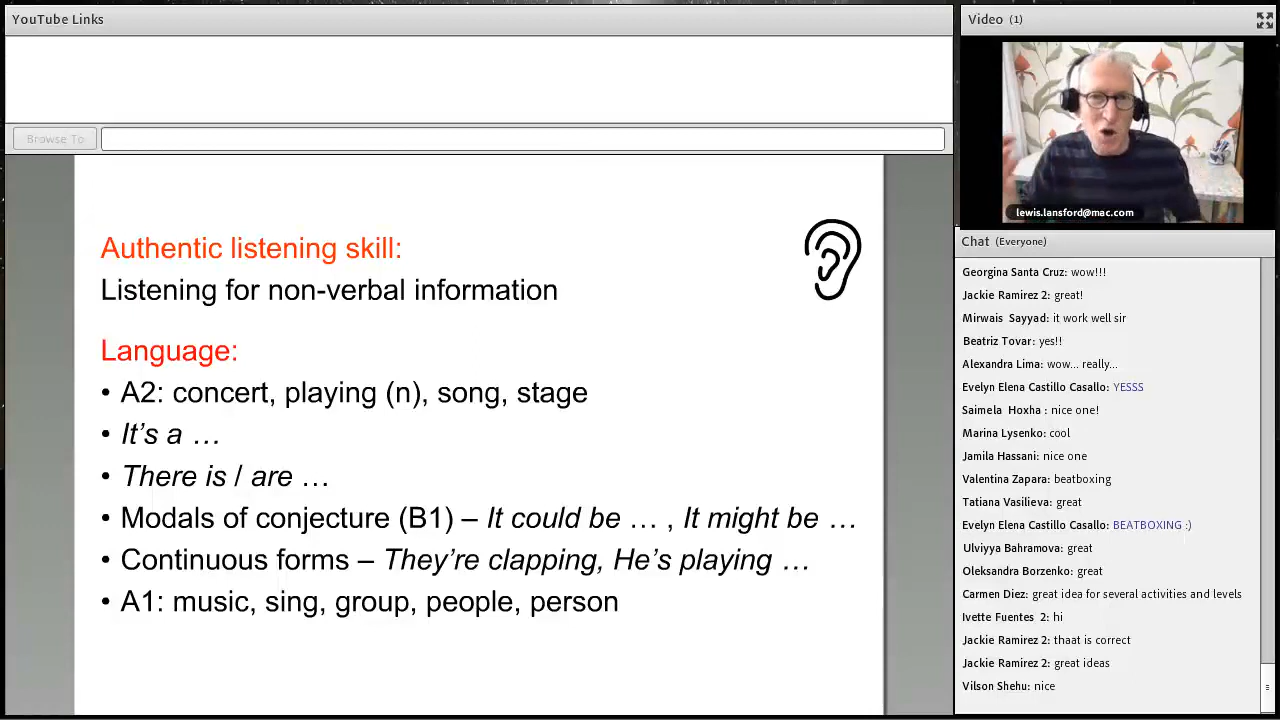 YouTube Links
Browse To
Authentic listening skill:
Listening for non-verbal information
Language:
• A2: concert, playing (n), song, stage
• It’s a …
• There is / are …
• Modals of conjecture (B1) – It could be … , It might be …
• Continuous forms – They’re clapping, He’s playing …
• A1: music, sing, group, people, person
Video (1)
lewis.lansford@mac.com
Chat (Everyone)
Georgina Santa Cruz: wow!!!
Jackie Ramirez 2: great!
Mirwais Sayyad: it work well sir
Beatriz Tovar: yes!!
Alexandra Lima: wow... really...
Evelyn Elena Castillo Casallo: YESSS
Saimela Hoxha : nice one!
Marina Lysenko: cool
Jamila Hassani: nice one
Valentina Zapara: beatboxing
Tatiana Vasilieva: great
Evelyn Elena Castillo Casallo: BEATBOXING :)
Ulviyya Bahramova: great
Oleksandra Borzenko: great
Carmen Diez: great idea for several activities and levels
Ivette Fuentes 2: hi
Jackie Ramirez 2: thaat is correct
Jackie Ramirez 2: great ideas
Vilson Shehu: nice